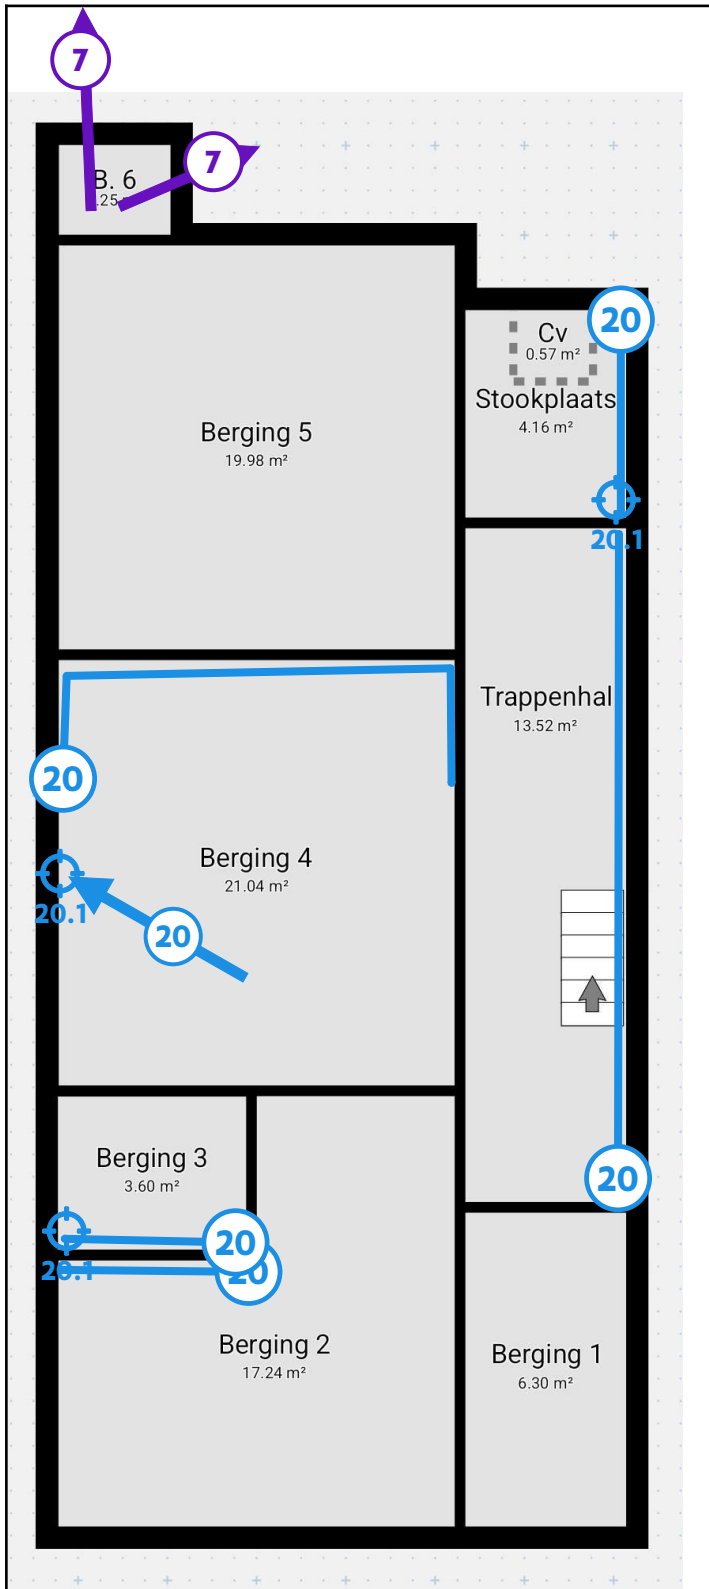 7
7
B. 6
20
Cv
0.57 m²
Stookplaats
4.16 m²
Berging 5
19.98 m²
20.1
Trappenhal
13.52 m²
20
Berging 4
21.04 m²
20.1
20
Berging 3
3.60 m²
20
20
20.1
20
Berging 2
17.24 m²
Berging 1
6.30 m²